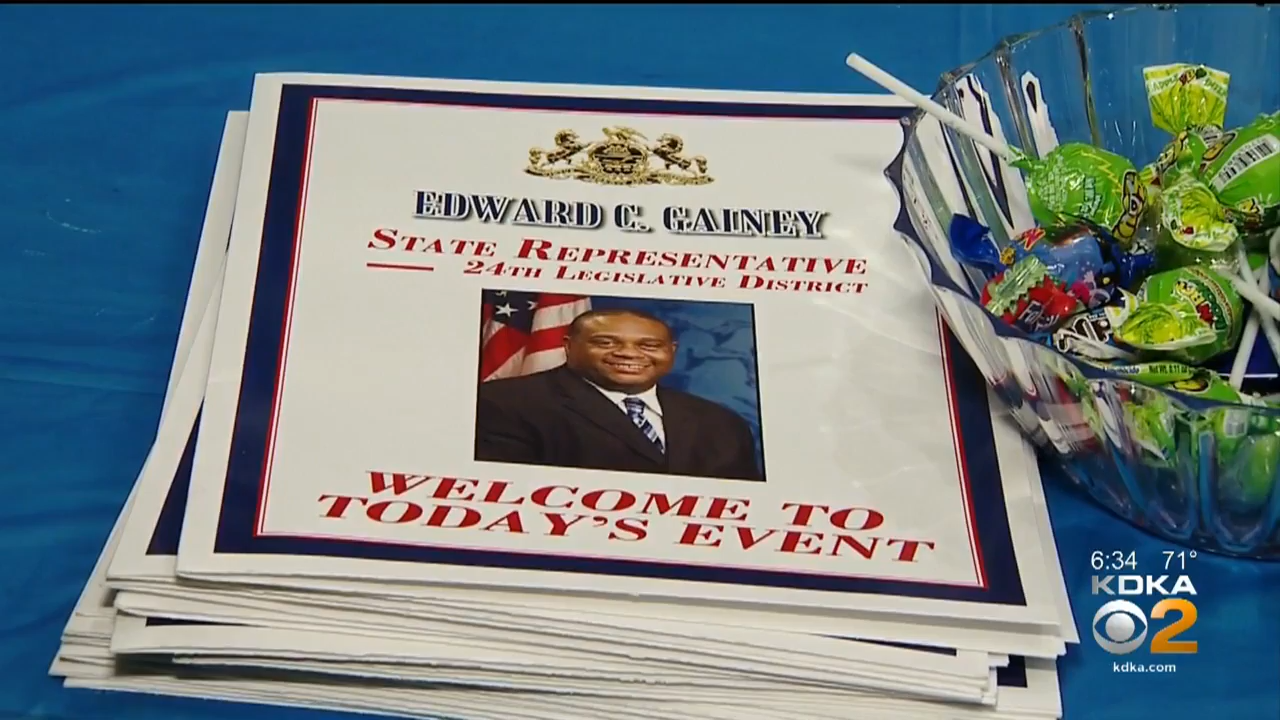 EDWARD C. GAINEY
STATE REPRESENTATIVE
24TH LEGISLATIVE DISTRICT
WELCOME TO
TODAY'S EVENT
6:34 71°
KDKA
2
kdka.com